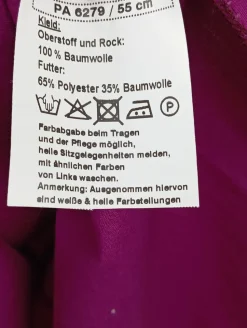 PA 6279 / 55 cm
Kleid:
Oberstoff und Rock:
100 % Baumwolle
Futter:
65% Polyester 35% Baumwolle
P
Farbabgabe beim Tragen
und der Pflege möglich,
helle Sitzgelegenheiten meiden,
mit ähnlichen Farben
von Links waschen.
Anmerkung: Ausgenommen hiervon
sind weiße & helle Farbstellungen